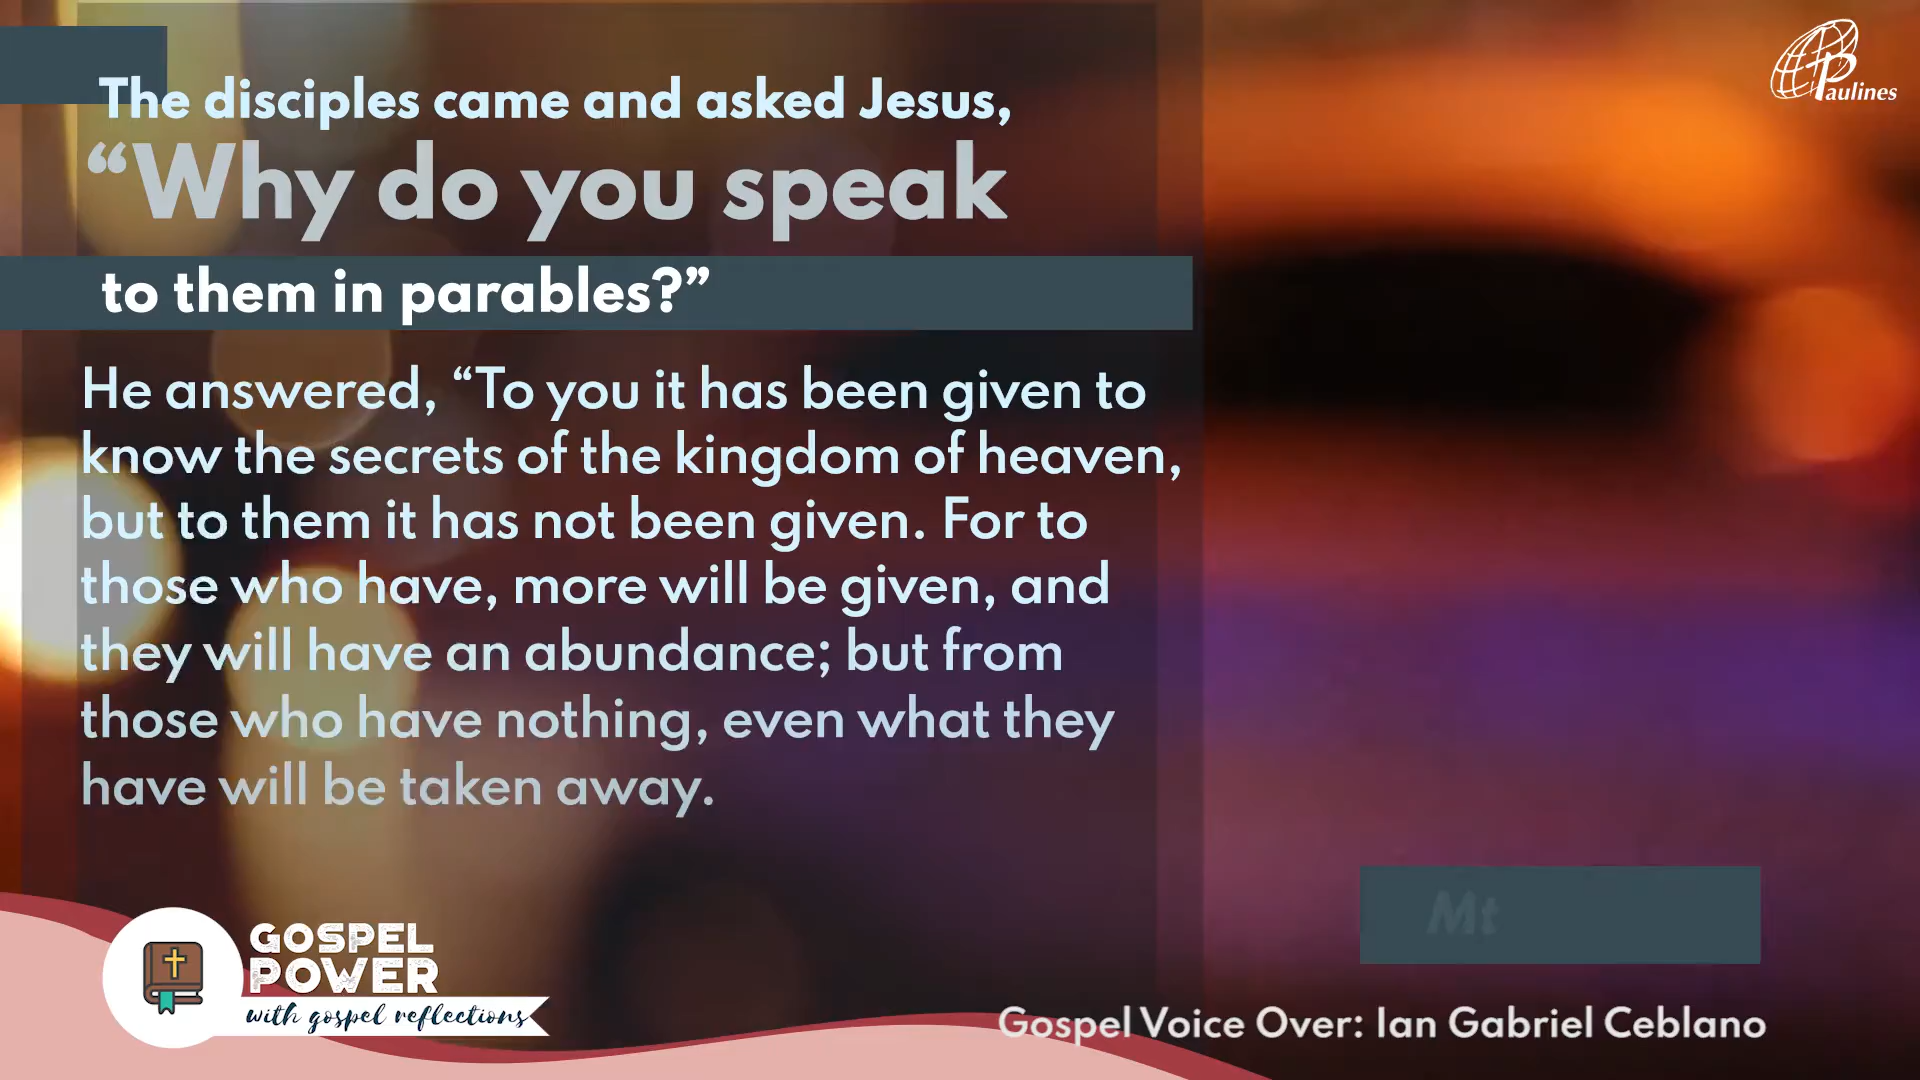 The disciples came and asked Jesus,
“Why do you speak
to them in parables?”
He answered, “To you it has been given to
know the secrets of the kingdom of heaven,
but to them it has not been given. For to
those who have, more will be given, and
they will have an abundance; but from
those who have nothing, even what they
have will be taken away.
Mt
GOSPEL
POWER
with gospel reflections
Gospel Voice Over: Ian Gabriel Ceblano
Paulines